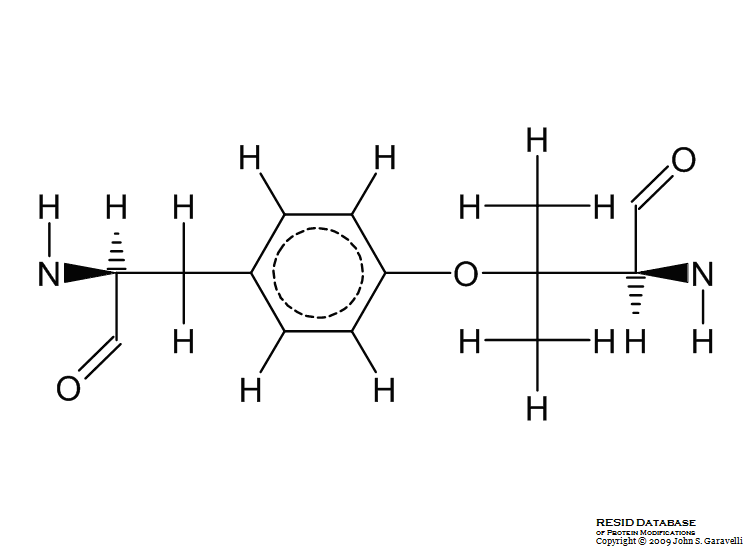 H H H
H H H H H H O
N O N
H H H H H
O H H H
RESID DATABASE
OF PROTEIN MODIFICATIONS
Copyright © 2009 John S. Garavelli